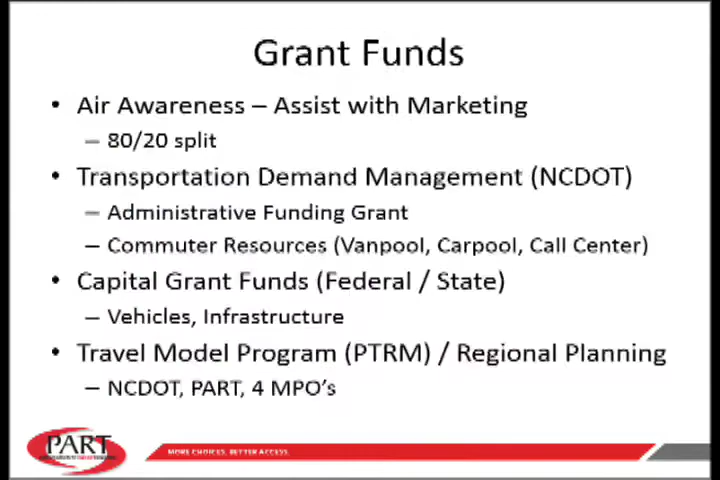 Grant Funds
• Air Awareness – Assist with Marketing
– 80/20 split
• Transportation Demand Management (NCDOT)
– Administrative Funding Grant
– Commuter Resources (Vanpool, Carpool, Call Center)
• Capital Grant Funds (Federal / State)
– Vehicles, Infrastructure
• Travel Model Program (PTRM) / Regional Planning
– NCDOT, PART, 4 MPO's
PART
MORE CHOICES. BETTER ACCESS.